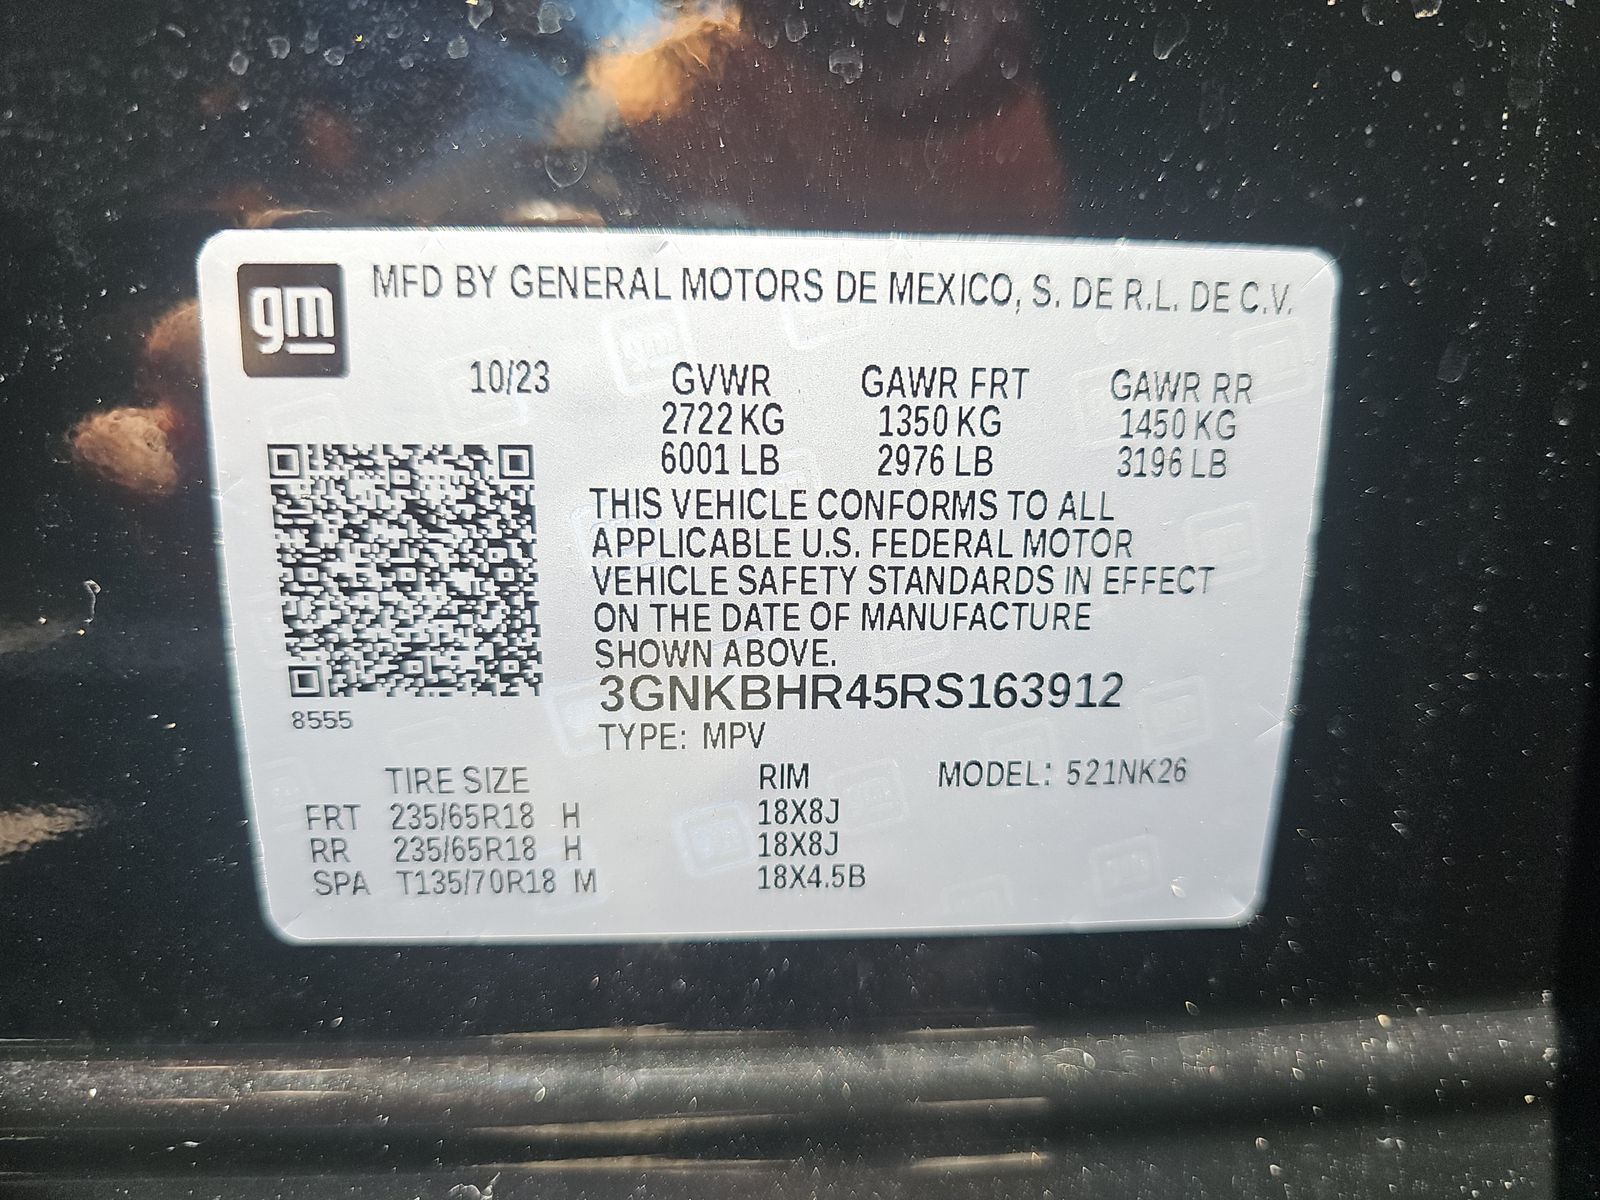 gm
MFD BY GENERAL MOTORS DE MEXICO, S. DE R.L. DE C.V.
10/23 GVWR GAWR FRT GAWR RR
2722 KG 1350 KG 1450 KG
6001 LB 2976 LB 3196 LB
THIS VEHICLE CONFORMS TO ALL
APPLICABLE U.S. FEDERAL MOTOR
VEHICLE SAFETY STANDARDS IN EFFECT
ON THE DATE OF MANUFACTURE
SHOWN ABOVE.
3GNKBHR45RS163912
8555
TYPE: MPV
TIRE SIZE RIM MODEL: 521NK26
FRT 235/65R18 H 18X8J
RR 235/65R18 H 18X8J
SPA T135/70R18 M 18X4.5B